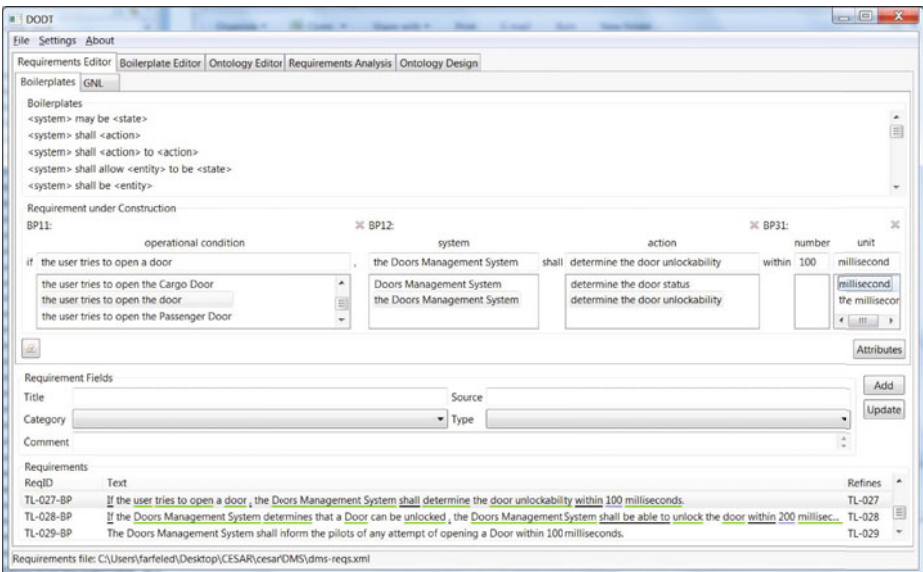 DODT
File Settings About
Requirements Editor Boilerplate Editor Ontology Editor Requirements Analysis Ontology Design
Boilerplates GNL
Boilerplates
<system> may be <state>
<system> shall <action>
<system> shall <action> to <action>
<system> shall allow <entity> to be <state>
<system> shall be <entity>
Requirement under Construction
BP11: BP12: BP31:
operational condition system action number unit
if the user tries to open a door , the Doors Management System shall determine the door unlockability within 100 millisecond
the user tries to open the Cargo Door Doors Management System determine the door status millisecond
the user tries to open the door the Doors Management System determine the door unlockability the millisecor
the user tries to open the Passenger Door
Attributes
Requirement Fields
Add
Title Source
Update
Category Type
Comment
Requirements
ReqID Text Refines
TL-027-BP If the user tries to open a door , the Doors Management System shall determine the door unlockability within 100 milliseconds. TL-027
TL-028-BP If the Doors Management System determines that a Door can be unlocked , the Doors Management System shall be able to unlock the door within 200 millisec... TL-028
TL-029-BP The Doors Management System shall inform the pilots of any attempt of opening a Door within 100 milliseconds. TL-029
Requirements file: C:\Users\farfeled\Desktop\CESAR\cesar\DMS\dms-reqs.xml